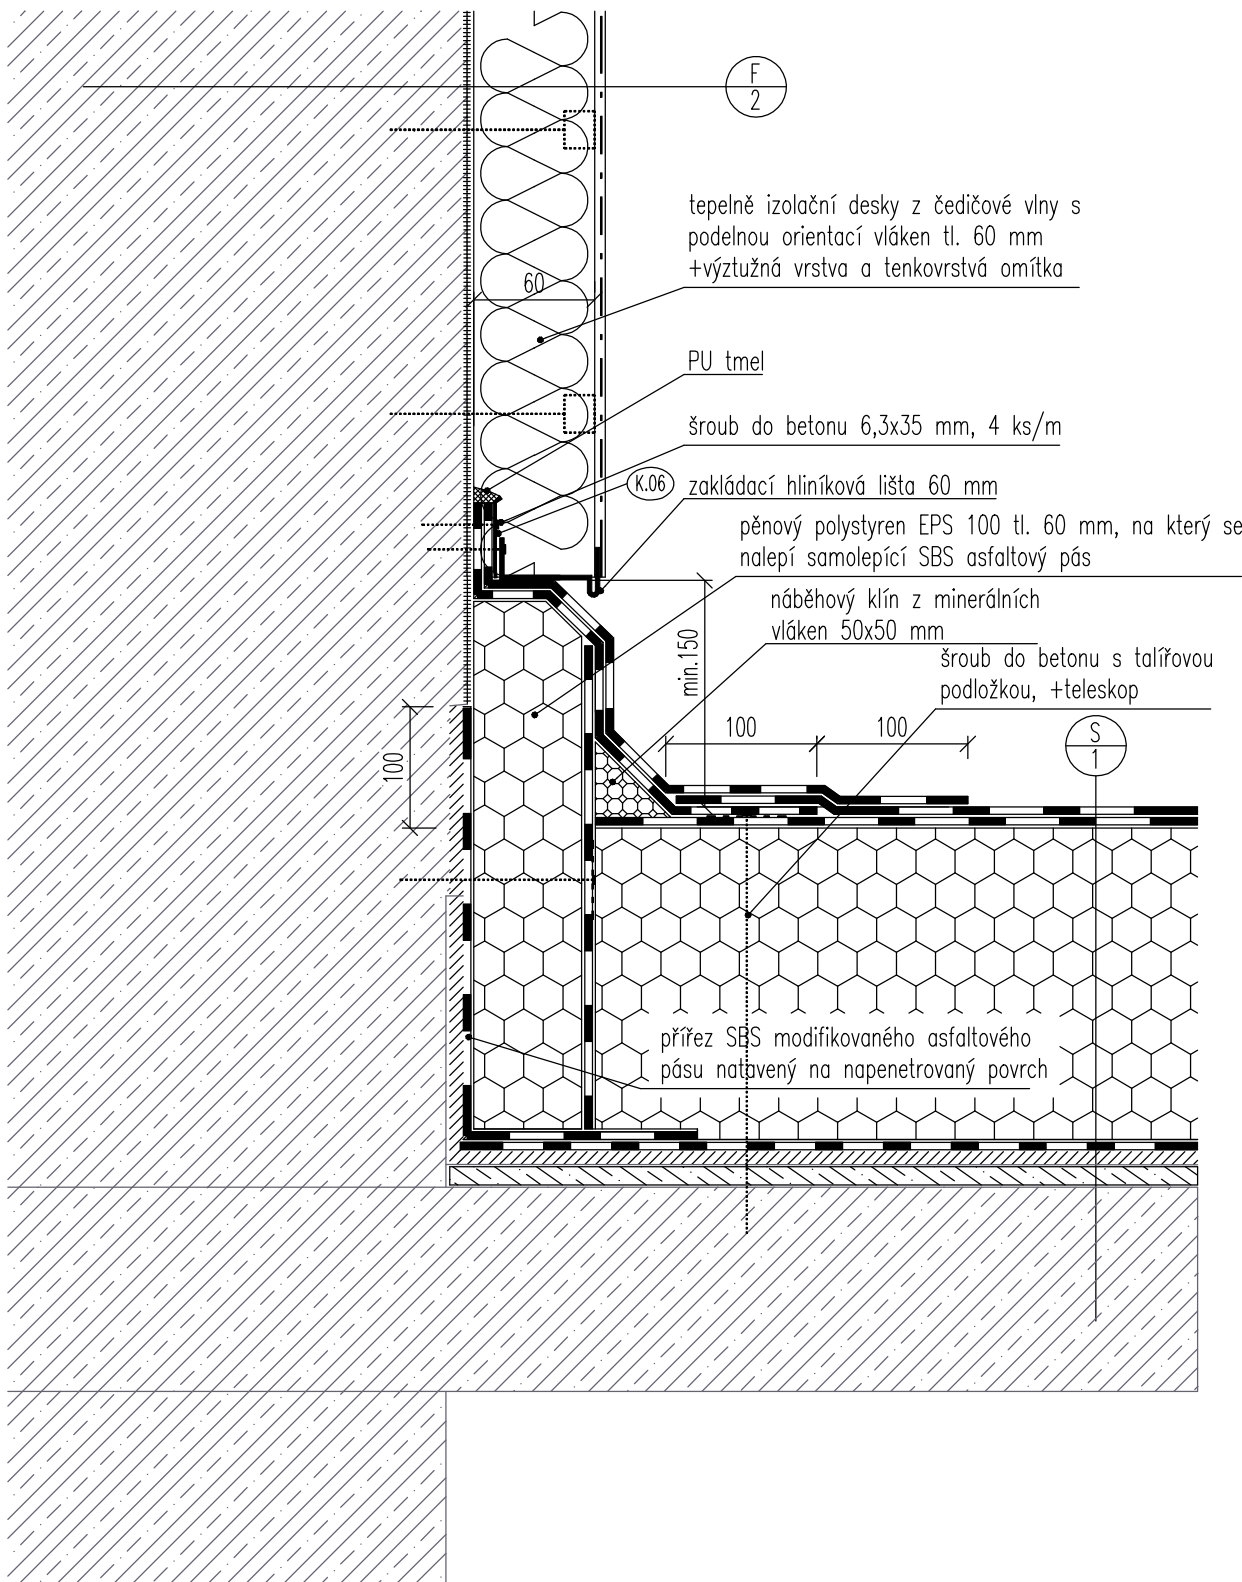 F
2
tepelně izolační desky z čedičové vlny s
podelnou orientací vláken tl. 60 mm
+výztužná vrstva a tenkovrstvá omítka
60
PU tmel
šroub do betonu 6,3x35 mm, 4 ks/m
K.06
zakládací hliníková lišta 60 mm
pěnový polystyren EPS 100 tl. 60 mm, na který se
nalepí samolepící SBS asfaltový pás
náběhový klín z minerálních
vláken 50x50 mm
min.150
šroub do betonu s talířovou
podložkou, +teleskop
100
100
S
1
100
přířez SBS modifikovaného asfaltového
pásu natavený na napenetrovaný povrch